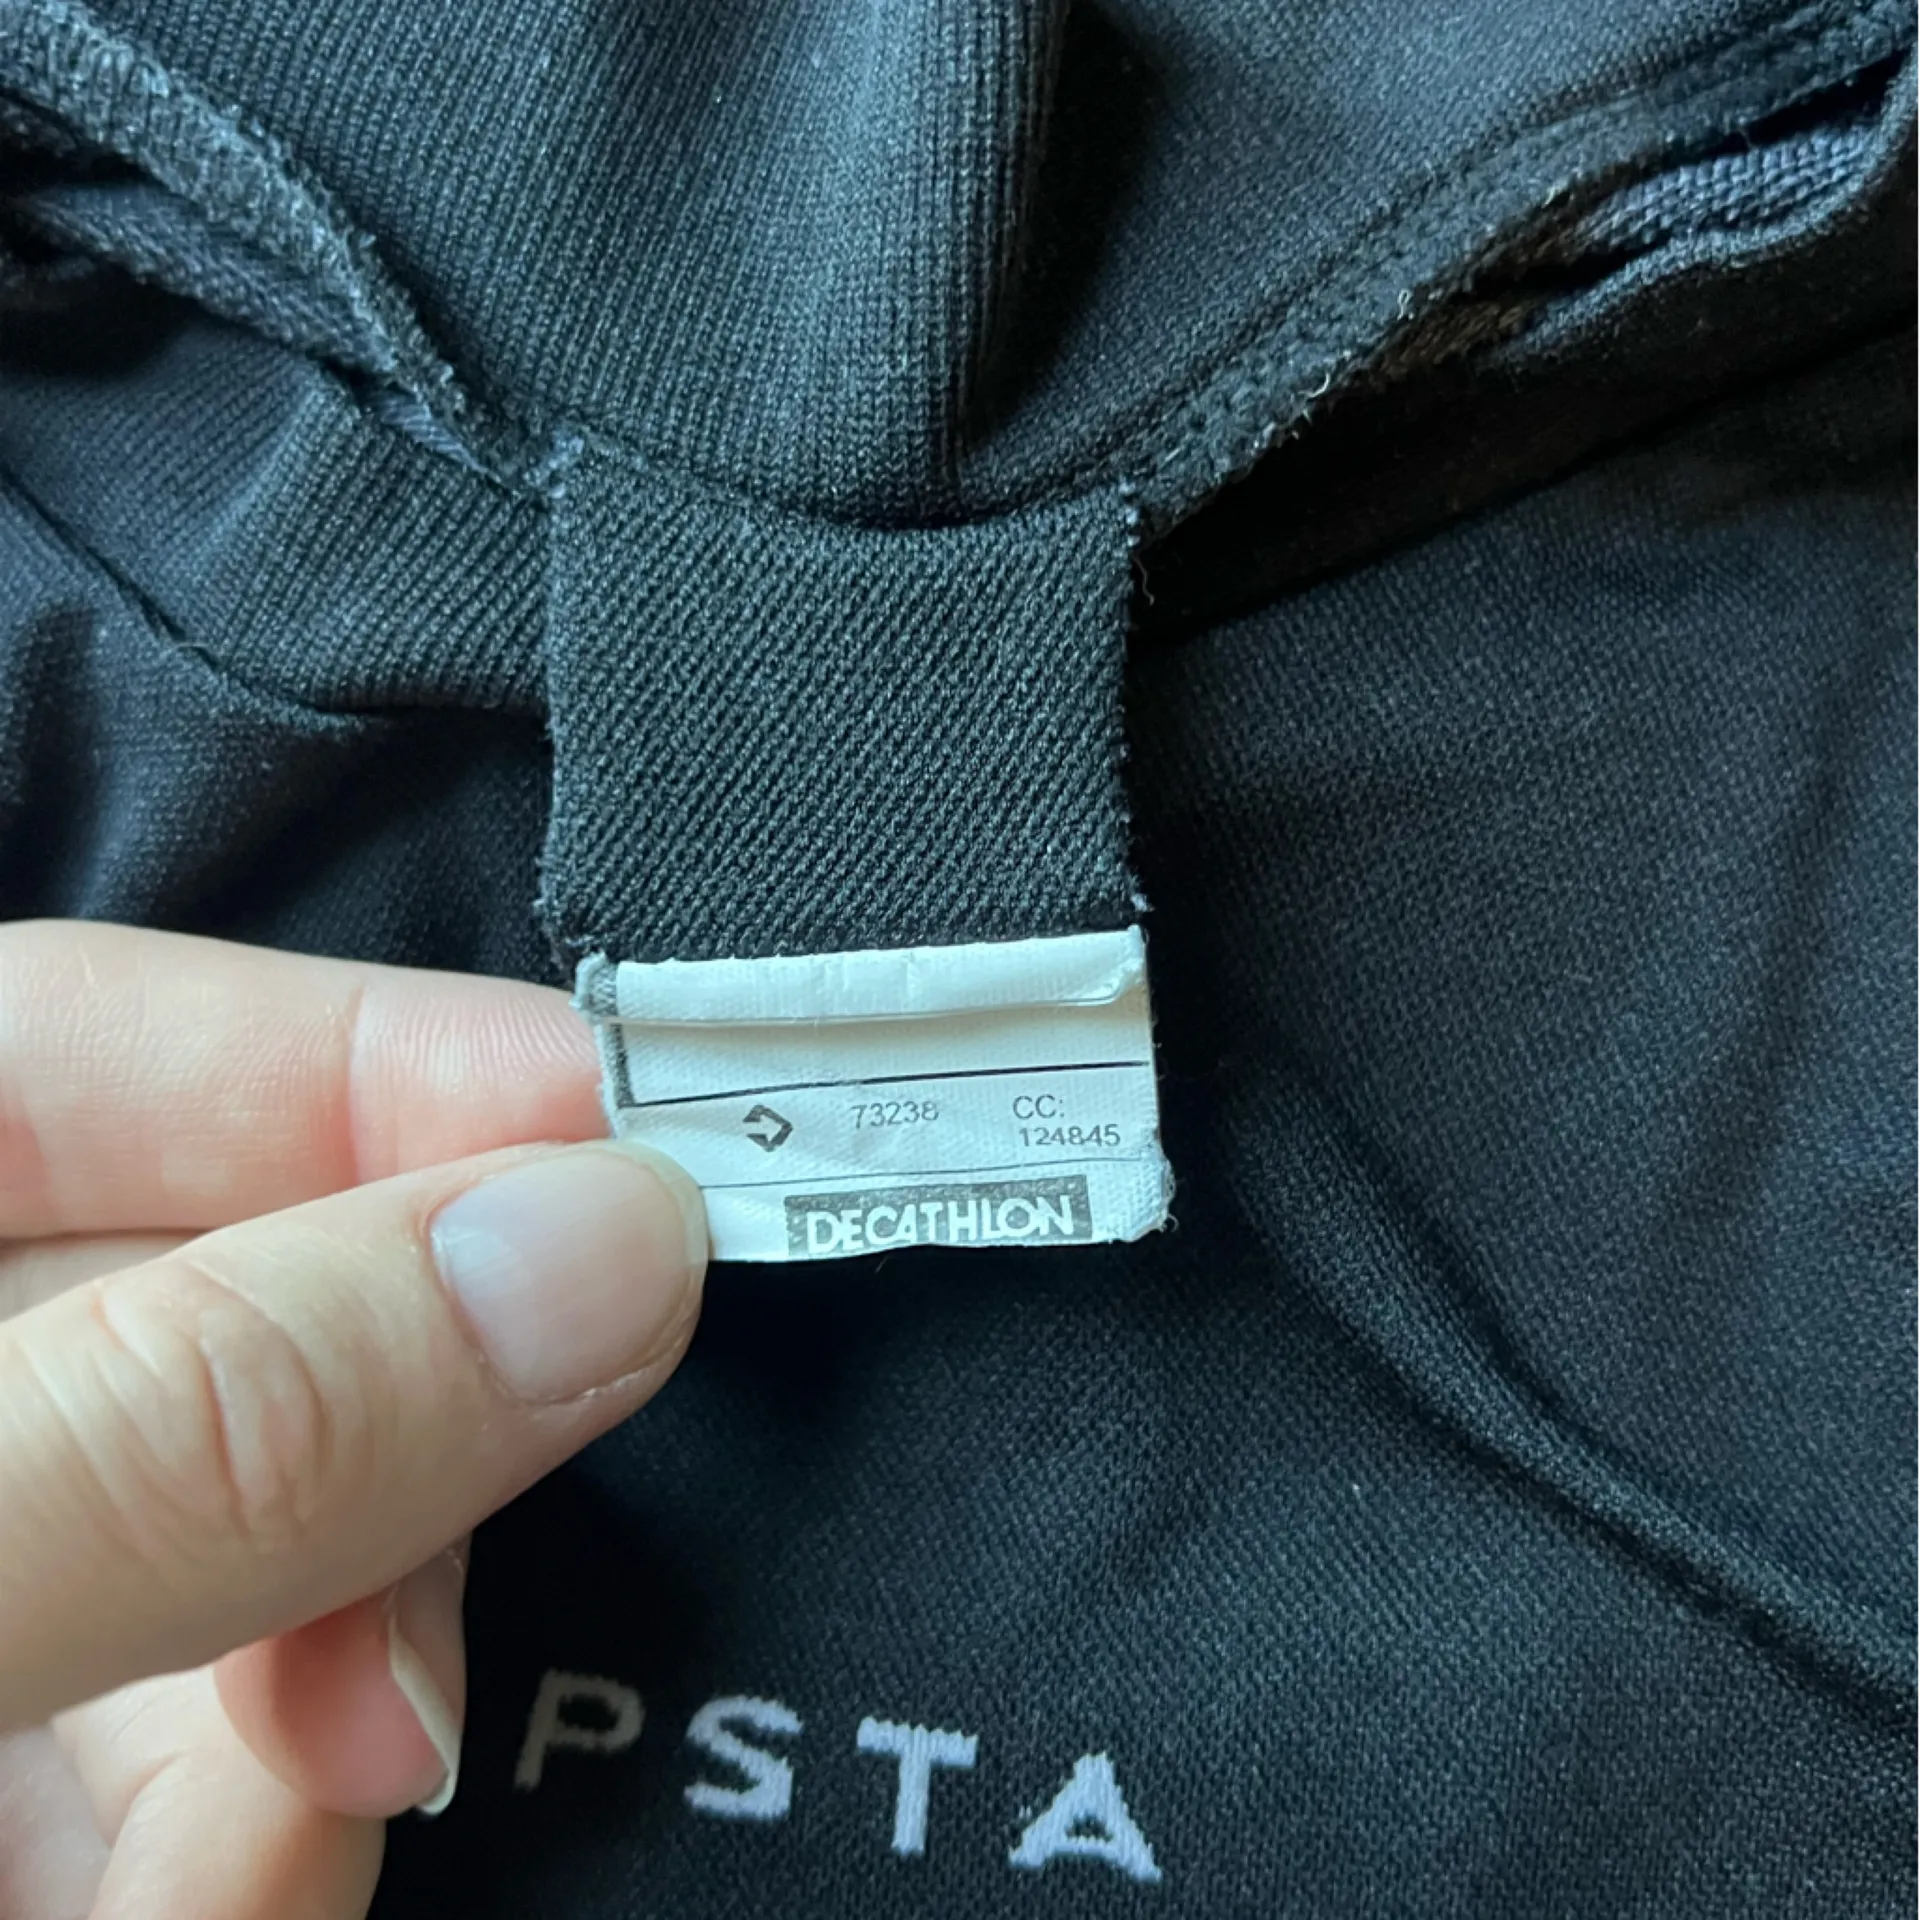 73238 CC:
124845
DECATHLON
PSTA